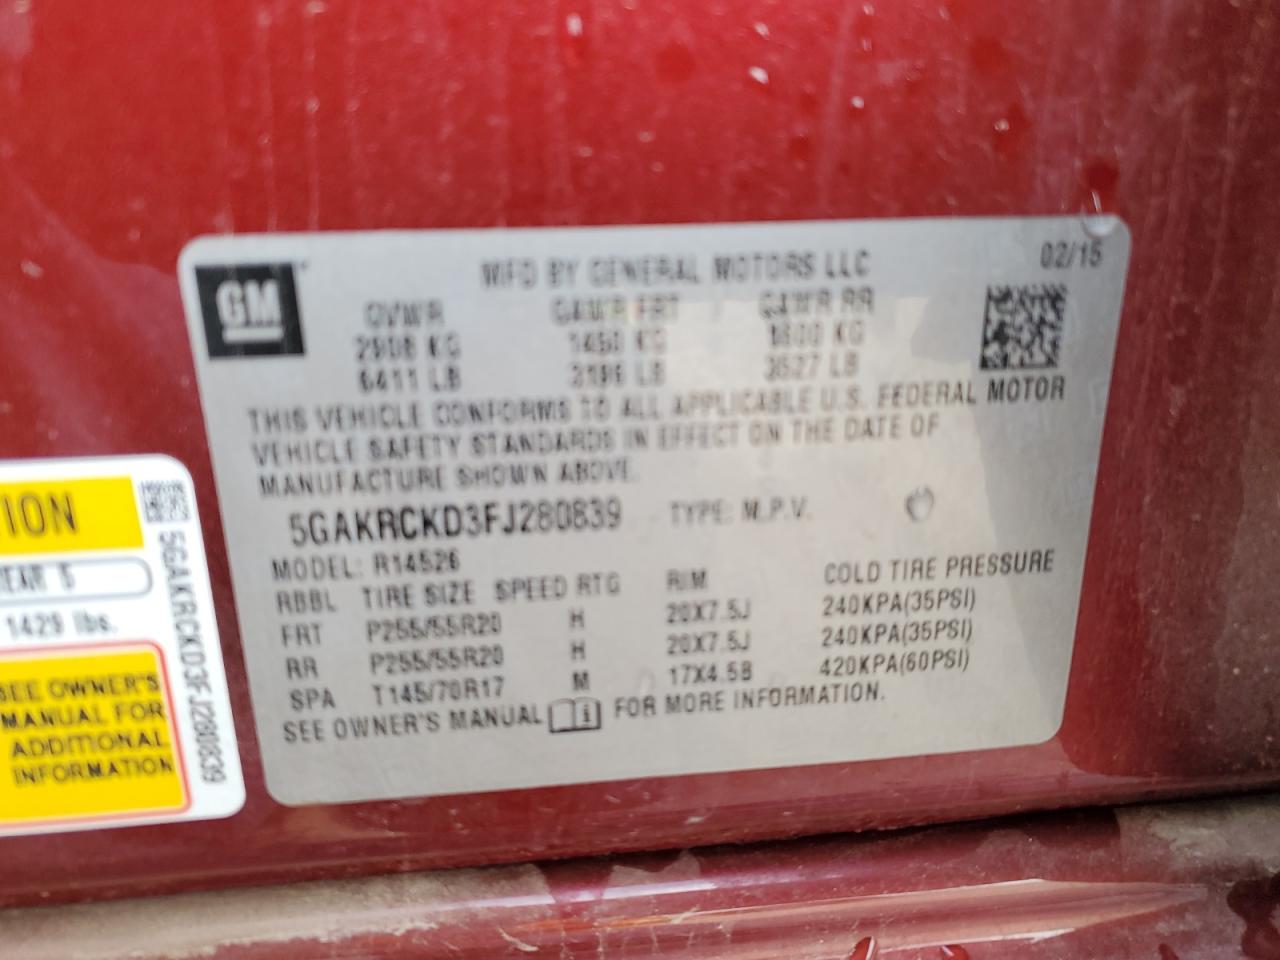 GM
MFD BY GENERAL MOTORS LLC
02/15
GVWR GAWR FRT GAWR RR
2908 KG 1450 KG 1600 KG
6411 LB 3196 LB 3527 LB
THIS VEHICLE CONFORMS TO ALL APPLICABLE U.S. FEDERAL MOTOR
VEHICLE SAFETY STANDARDS IN EFFECT ON THE DATE OF
MANUFACTURE SHOWN ABOVE.
5GAKRCKD3FJ280839 TYPE: M.P.V.
MODEL: R14526
RBBL TIRE SIZE SPEED RTG RIM COLD TIRE PRESSURE
FRT P255/55R20 H 20X7.5J 240KPA(35PSI)
RR P255/55R20 H 20X7.5J 240KPA(35PSI)
SPA T145/70R17 M 17X4.5B 420KPA(60PSI)
SEE OWNER'S MANUAL i FOR MORE INFORMATION.
TION
REAR 5
1429 lbs.
SEE OWNER'S
MANUAL FOR
ADDITIONAL
INFORMATION
5GAKRCKD3FJ280839